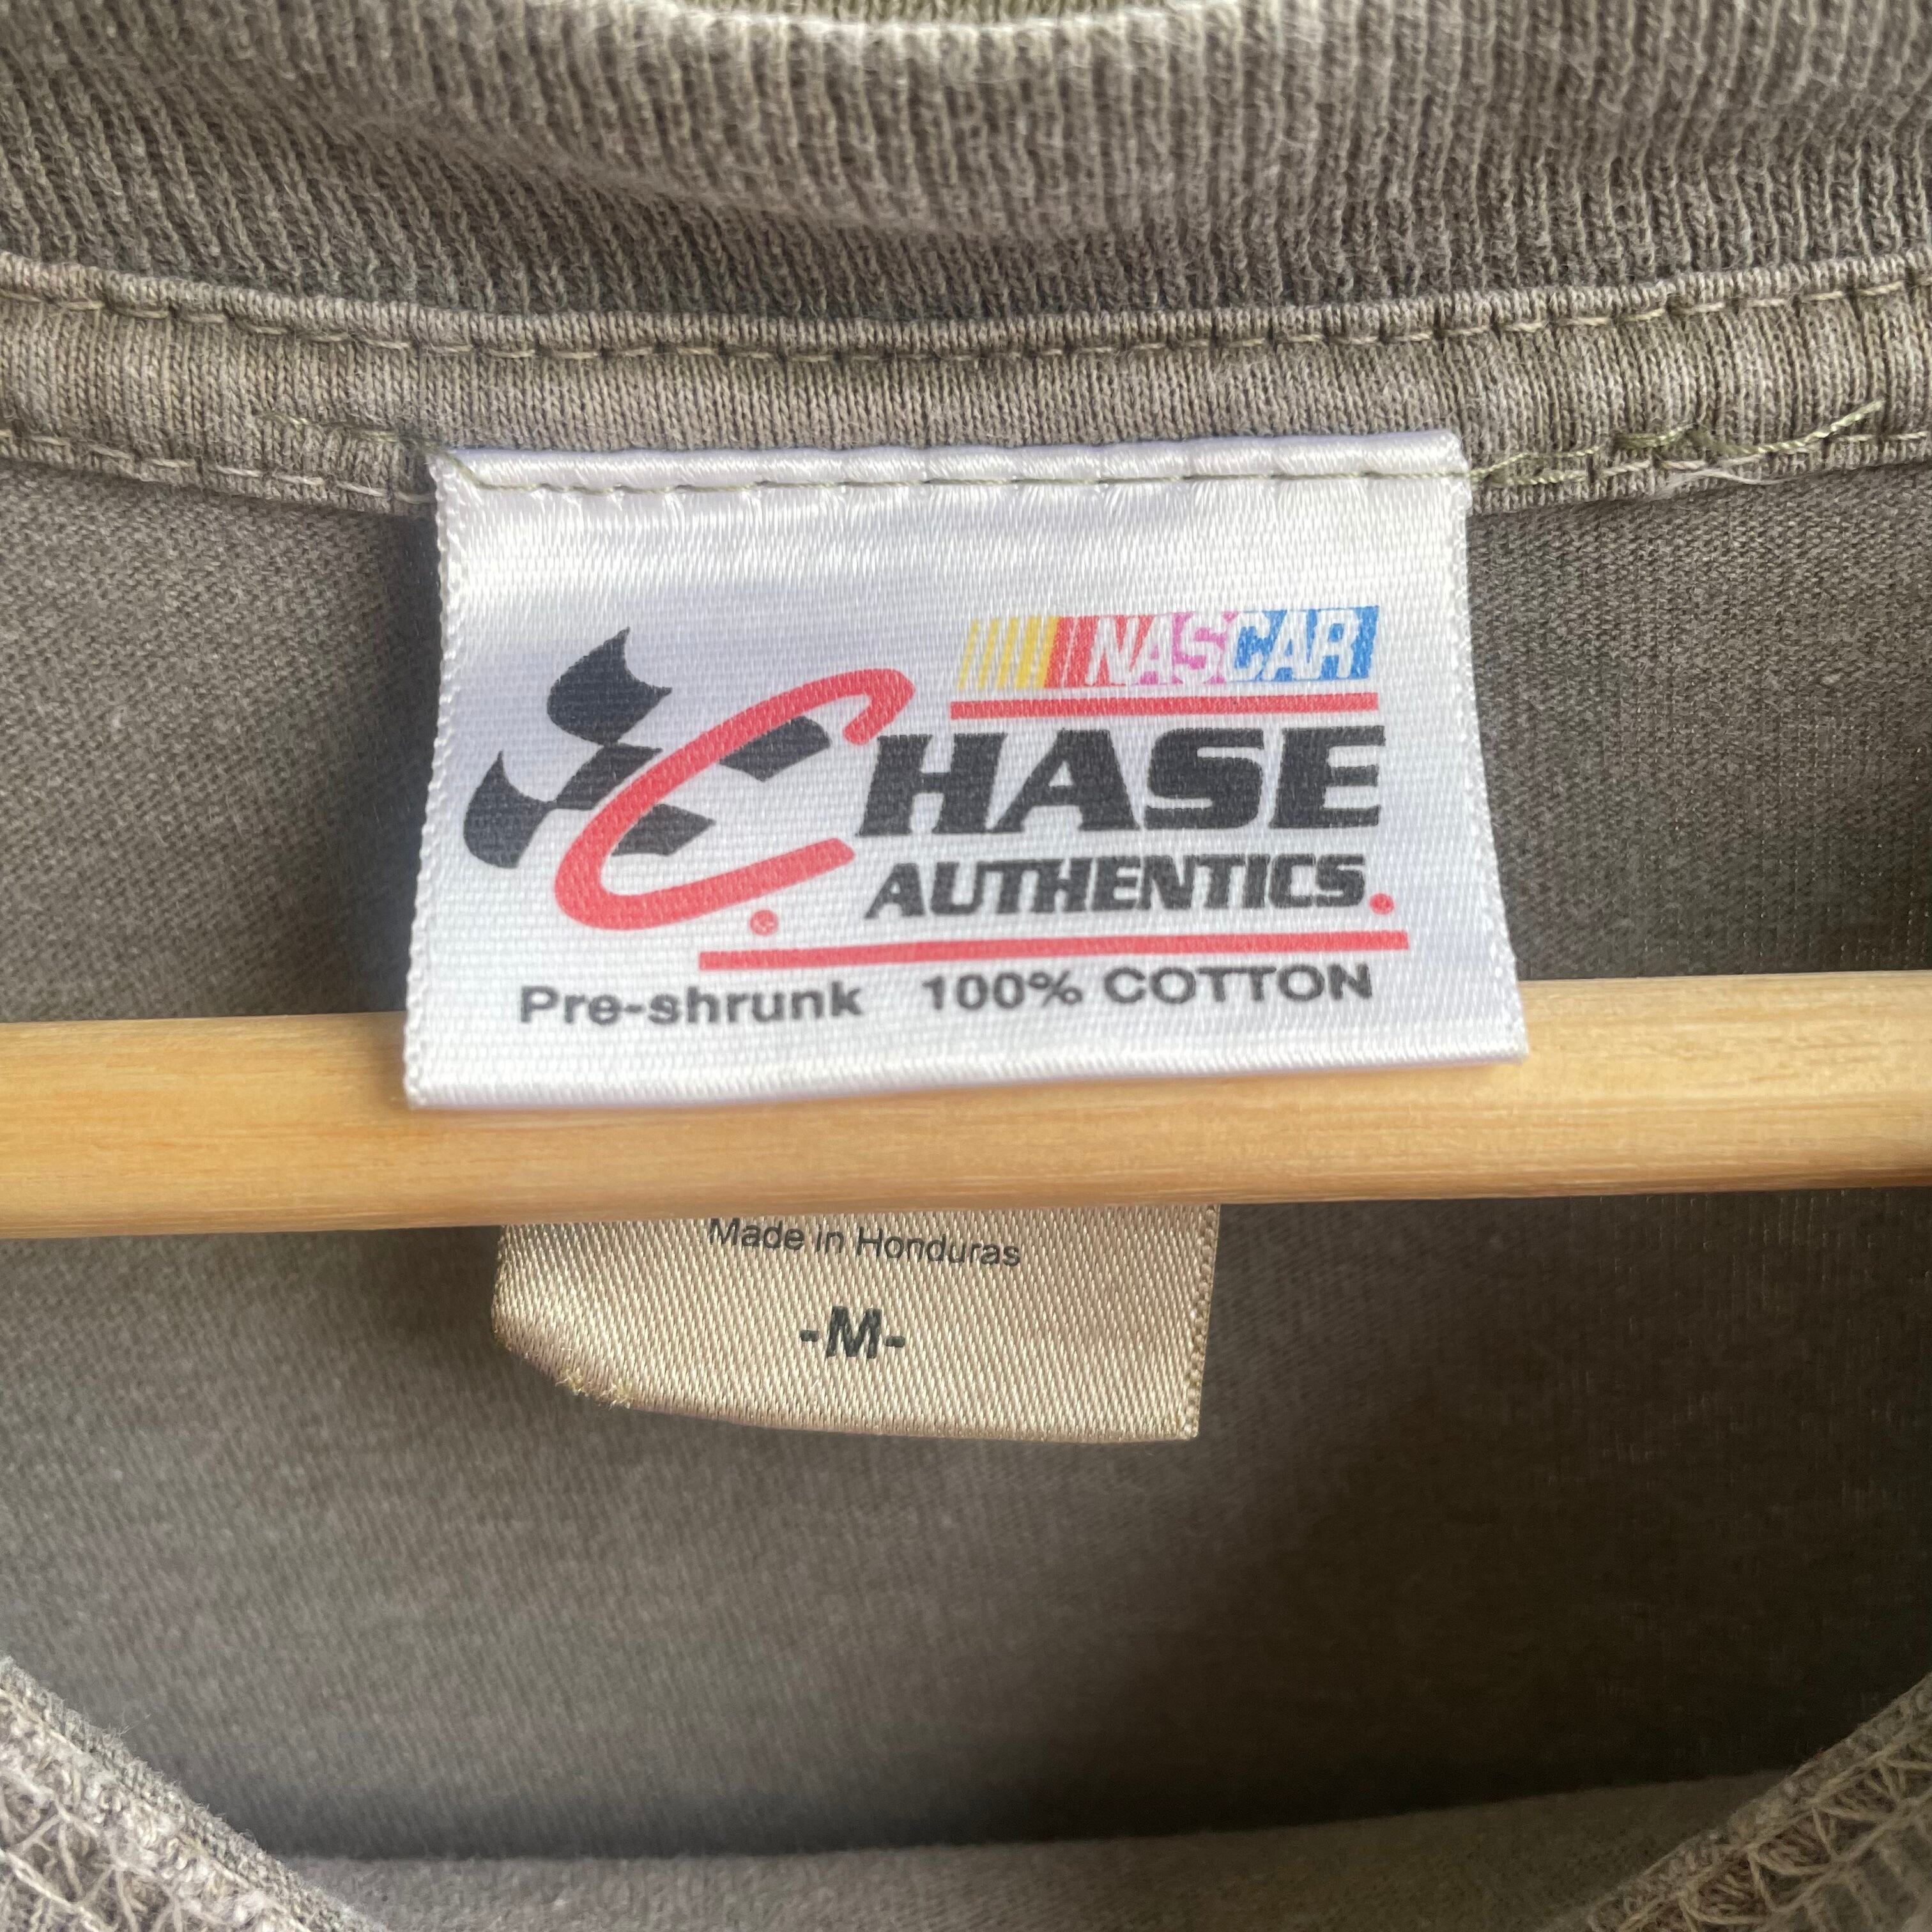 NASCAR
CHASE
AUTHENTICS.
Pre-shrunk 100% COTTON
Made in Honduras
-M-